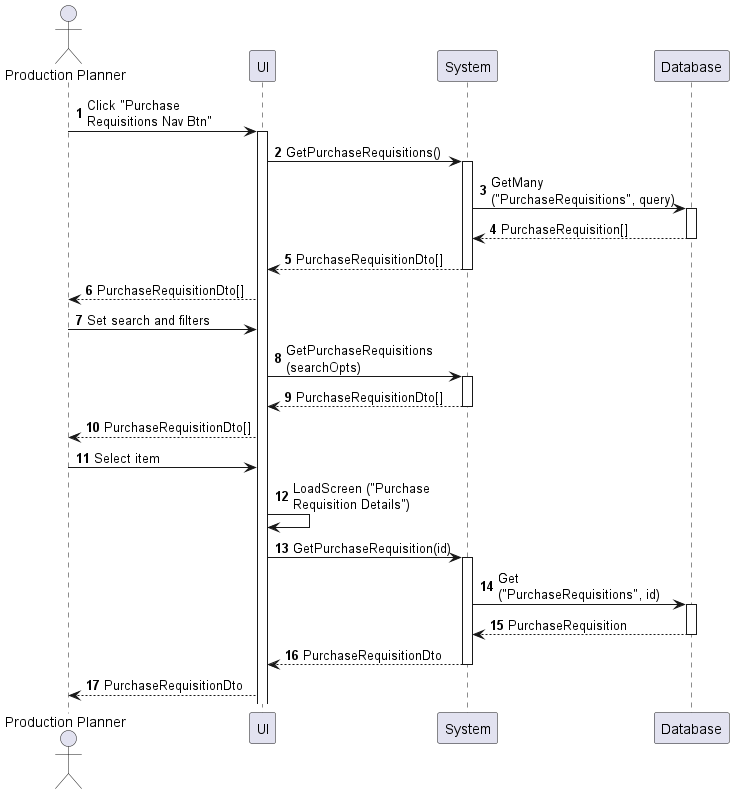 Production Planner
UI
System
Database
1 Click "Purchase
Requisitions Nav Btn"
2 GetPurchaseRequisitions()
3 GetMany
("PurchaseRequisitions", query)
4 PurchaseRequisition[]
5 PurchaseRequisitionDto[]
6 PurchaseRequisitionDto[]
7 Set search and filters
8 GetPurchaseRequisitions
(searchOpts)
9 PurchaseRequisitionDto[]
10 PurchaseRequisitionDto[]
11 Select item
12 LoadScreen ("Purchase
Requisition Details")
13 GetPurchaseRequisition(id)
14 Get
("PurchaseRequisitions", id)
15 PurchaseRequisition
16 PurchaseRequisitionDto
17 PurchaseRequisitionDto
Production Planner
UI
System
Database